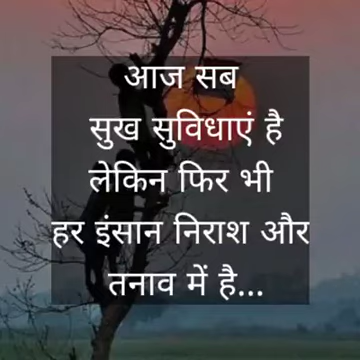 आज सब
सुख सुविधाएं है
लेकिन फिर भी
हर इंसान निराश और
तनाव में है...